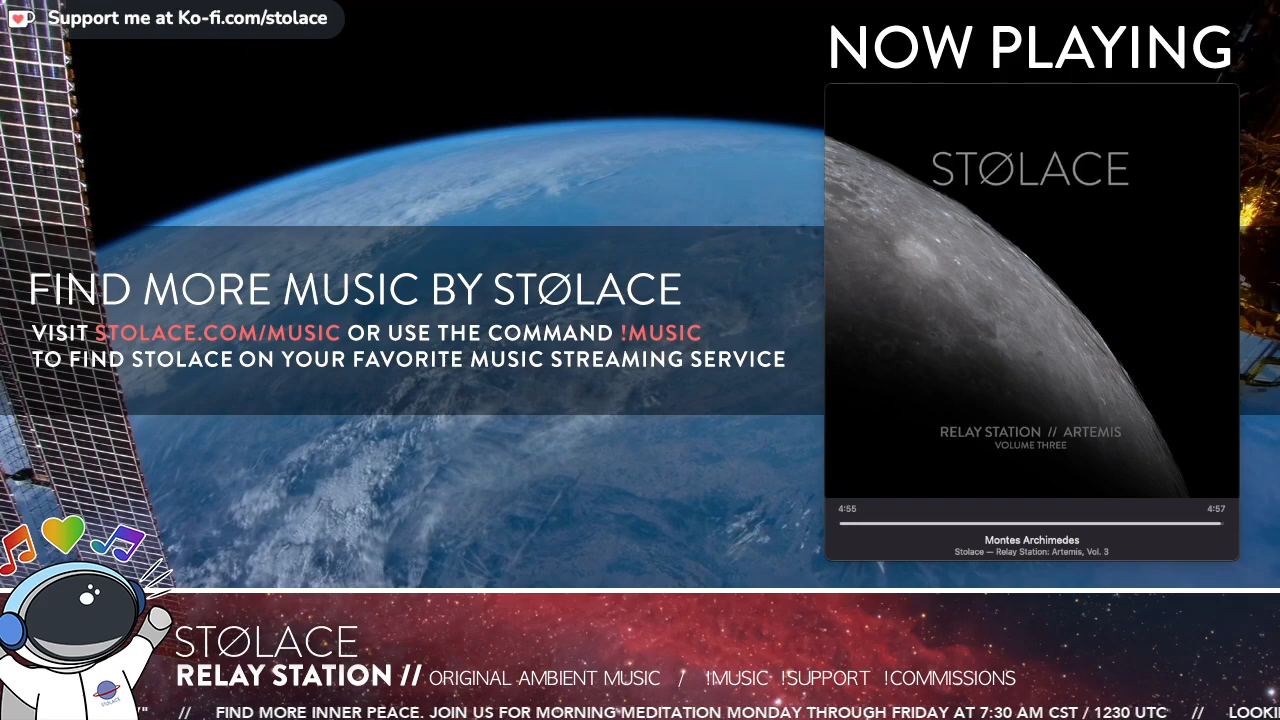 Support me at Ko-fi.com/stolace
NOW PLAYING
STØLACE
RELAY STATION // ARTEMIS
VOLUME THREE
4:55 4:57
Montes Archimedes
Stolace — Relay Station: Artemis, Vol. 3
FIND MORE MUSIC BY STØLACE
VISIT STOLACE.COM/MUSIC OR USE THE COMMAND !MUSIC
TO FIND STOLACE ON YOUR FAVORITE MUSIC STREAMING SERVICE
STØLACE
RELAY STATION // ORIGINAL AMBIENT MUSIC / !MUSIC !SUPPORT !COMMISSIONS
" // FIND MORE INNER PEACE. JOIN US FOR MORNING MEDITATION MONDAY THROUGH FRIDAY AT 7:30 AM CST / 1230 UTC // LOOKI
STØLACE